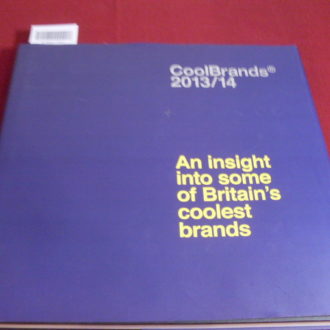 CoolBrands®
2013/14
An insight
into some
of Britain's
coolest
brands